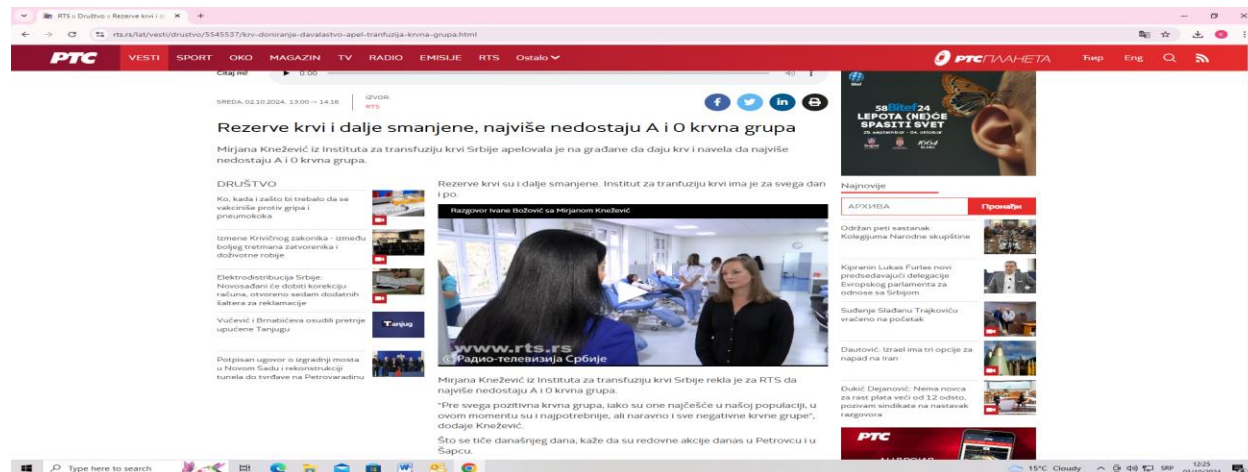 RTS :: Društvo :: Rezerve krvi i
rts.rs/lat/vesti/drustvo/5545537/krv-doniranje-davalastvo-apel-tranfuzija-krvna-grupa.html
РТС VESTI SPORT OKO MAGAZIN TV RADIO EMISIJE RTS Ostalo РТС ПЛАНЕТА Ћир Eng
Čitaj mi! 0:00
SREDA, 02.10.2024, 13:00 -> 14:16
IZVOR:
RTS
Rezerve krvi i dalje smanjene, najviše nedostaju A i 0 krvna grupa
Mirjana Knežević iz Instituta za transfuziju krvi Srbije apelovala je na građane da daju krv i navela da najviše
nedostaju A i 0 krvna grupa.
DRUŠTVO
Ko, kada i zašto bi trebalo da se
vakciniše protiv gripa i
pneumokoka
Izmene Krivičnog zakonika - između
boljeg tretmana zatvorenika i
doživotne robije
Elektrodistribucija Srbije:
Novosađani će dobiti korekciju
računa, otvoreno sedam dodatnih
šaltera za reklamacije
Vučević i Brnabićeva osudili pretnje
upućene Tanjugu
Tanjug
Potpisan ugovor o izgradnji mosta
u Novom Sadu i rekonstrukciji
tunela do tvrđave na Petrovaradinu
Rezerve krvi su i dalje smanjene. Institut za tranfuziju krvi ima je za svega dan
i po.
Razgovor Ivane Božović sa Mirjanom Knežević
www.rts.rs
© Радио-телевизија Србије
Mirjana Knežević iz Instituta za transfuziju krvi Srbije rekla je za RTS da
najviše nedostaju A i 0 krvna grupa.
"Pre svega pozitivna krvna grupa, iako su one najčešće u našoj populaciji, u
ovom momentu su i najpotrebnije, ali naravno i sve negativne krvne grupe",
dodaje Knežević.
Što se tiče današnjeg dana, kaže da su redovne akcije danas u Petrovcu i u
Šapcu.
Bitef
58 Bitef 24
LEPOTA (NE)ĆE
SPASITI SVET
25. septembar - 04. oktobar
Najnovije
АРХИВА Пронађи
Održan peti sastanak
Kolegijuma Narodne skupštine
Kipranin Lukas Furlas novi
predsedavajući delegacije
Evropskog parlamenta za
odnose sa Srbijom
Suđenje Slađanu Trajkoviću
vraćeno na početak
Dautović: Izrael ima tri opcije za
napad na Iran
Đukić Dejanović: Nema novca
za rast plata veći od 12 odsto,
pozivam sindikate na nastavak
razgovora
РТС
Type here to search
15°C Cloudy SRP 12:25